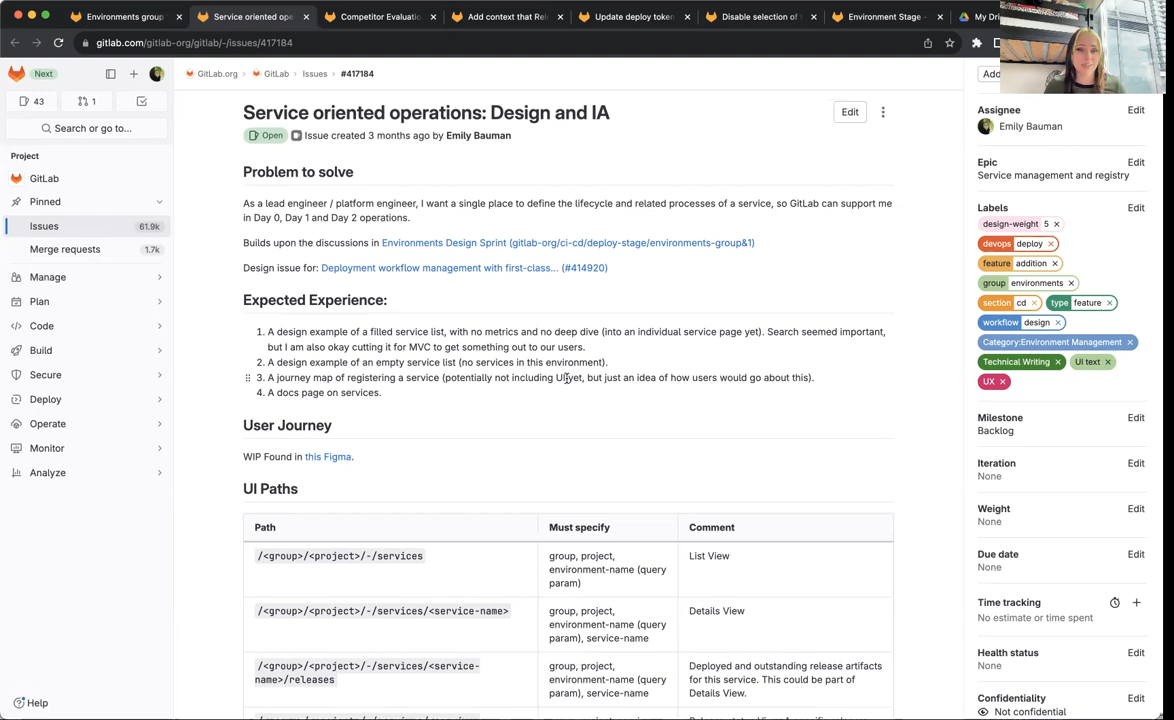 Environments group
Service oriented ope
Competitor Evaluatio
Add context that Rel
Update deploy token
Disable selection of
Environment Stage -
My Dri
gitlab.com/gitlab-org/gitlab/-/issues/417184
Next
GitLab.org > GitLab > Issues > #417184
43
1
Search or go to...
Project
GitLab
Pinned
Issues 61.9k
Merge requests 1.7k
Manage
Plan
Code
Build
Secure
Deploy
Operate
Monitor
Analyze
Help
Service oriented operations: Design and IA
Edit
Open Issue created 3 months ago by Emily Bauman
Problem to solve
As a lead engineer / platform engineer, I want a single place to define the lifecycle and related processes of a service, so GitLab can support me
in Day 0, Day 1 and Day 2 operations.
Builds upon the discussions in Environments Design Sprint (gitlab-org/ci-cd/deploy-stage/environments-group&1)
Design issue for: Deployment workflow management with first-class... (#414920)
Expected Experience:
1. A design example of a filled service list, with no metrics and no deep dive (into an individual service page yet). Search seemed important,
but I am also okay cutting it for MVC to get something out to our users.
2. A design example of an empty service list (no services in this environment).
3. A journey map of registering a service (potentially not including UI yet, but just an idea of how users would go about this).
4. A docs page on services.
User Journey
WIP Found in this Figma.
UI Paths
Path Must specify Comment
/<group>/<project>/-/services
group, project,
environment-name (query
param)
List View
/<group>/<project>/-/services/<service-name>
group, project,
environment-name (query
param), service-name
Details View
/<group>/<project>/-/services/<service-
name>/releases
group, project,
environment-name (query
param), service-name
Deployed and outstanding release artifacts
for this service. This could be part of
Details View.
Add
Assignee Edit
Emily Bauman
Epic Edit
Service management and registry
Labels Edit
design-weight 5
devops deploy
feature addition
group environments
section cd
type feature
workflow design
Category:Environment Management
Technical Writing
UI text
UX
Milestone Edit
Backlog
Iteration Edit
None
Weight Edit
None
Due date Edit
None
Time tracking
No estimate or time spent
Health status Edit
None
Confidentiality Edit
Not confidential